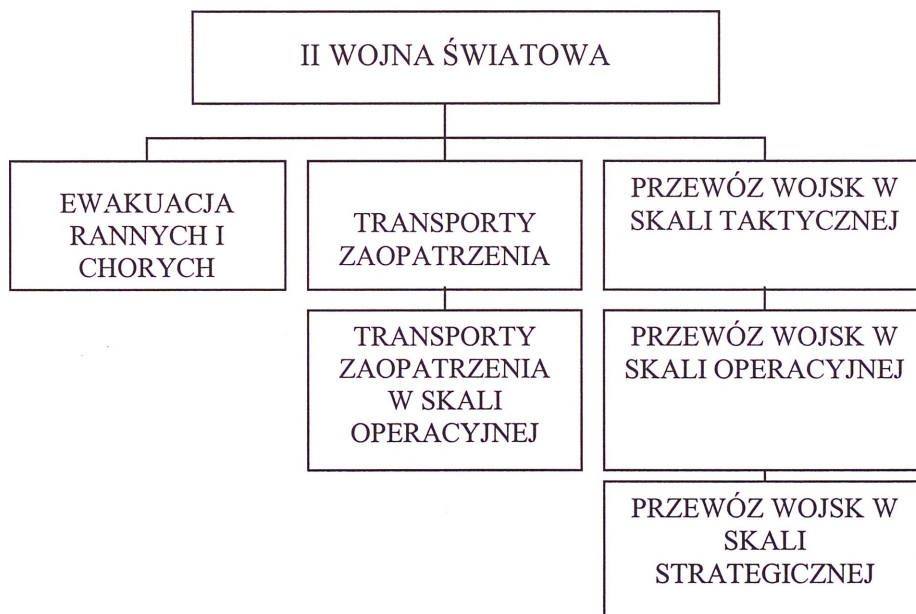 II WOJNA ŚWIATOWA
EWAKUACJA
RANNYCH I
CHORYCH
TRANSPORTY
ZAOPATRZENIA
PRZEWÓZ WOJSK W
SKALI TAKTYCZNEJ
TRANSPORTY
ZAOPATRZENIA
W SKALI
OPERACYJNEJ
PRZEWÓZ WOJSK W
SKALI OPERACYJNEJ
PRZEWÓZ WOJSK W
SKALI
STRATEGICZNEJ